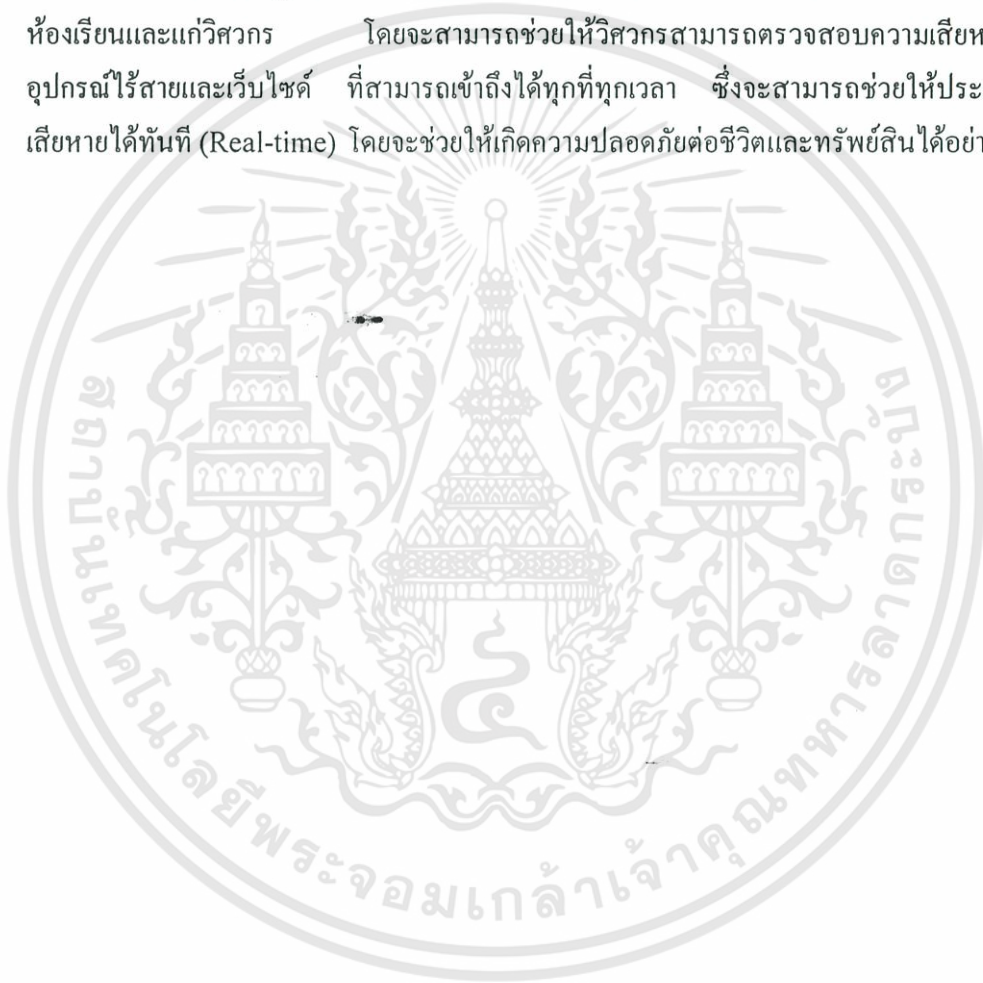 ห้องเรียนและแก่วิศวกร โดยจะสามารถช่วยให้วิศวกรสามารถตรวจสอบความเสียห
อุปกรณ์ไร้สายและเว็บไซด์ ที่สามารถเข้าถึงได้ทุกที่ทุกเวลา ซึ่งจะสามารถช่วยให้ประ
เสียหายได้ทันที (Real-time) โดยจะช่วยให้เกิดความปลอดภัยต่อชีวิตและทรัพย์สินได้อย่า
สถาบันเทคโนโลยีพระจอมเกล้าเจ้าคุณทหารลาดกระบัง
๔